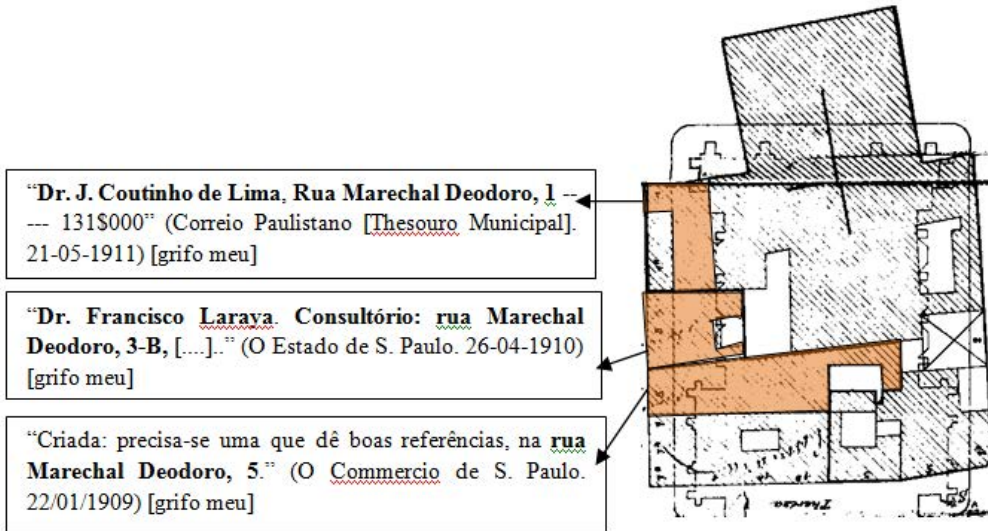 “Dr. J. Coutinho de Lima, Rua Marechal Deodoro, 1 --
--- 131$000” (Correio Paulistano [Thesouro Municipal].
21-05-1911) [grifo meu]
“Dr. Francisco Laraya. Consultório: rua Marechal
Deodoro, 3-B, [....]..” (O Estado de S. Paulo. 26-04-1910)
[grifo meu]
“Criada: precisa-se uma que dê boas referências, na rua
Marechal Deodoro, 5.” (O Commercio de S. Paulo.
22/01/1909) [grifo meu]
Thereza